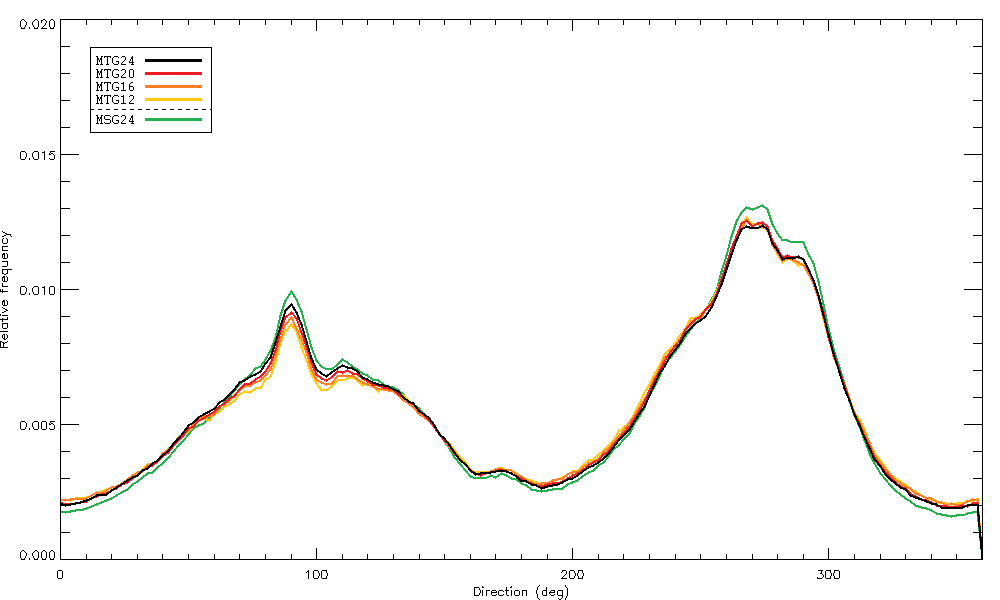 0.020
MTG24
MTG20
MTG16
MTG12
MSG24
0.015
Relative frequency
0.010
0.005
0.000
0 100 200 300
Direction (deg)